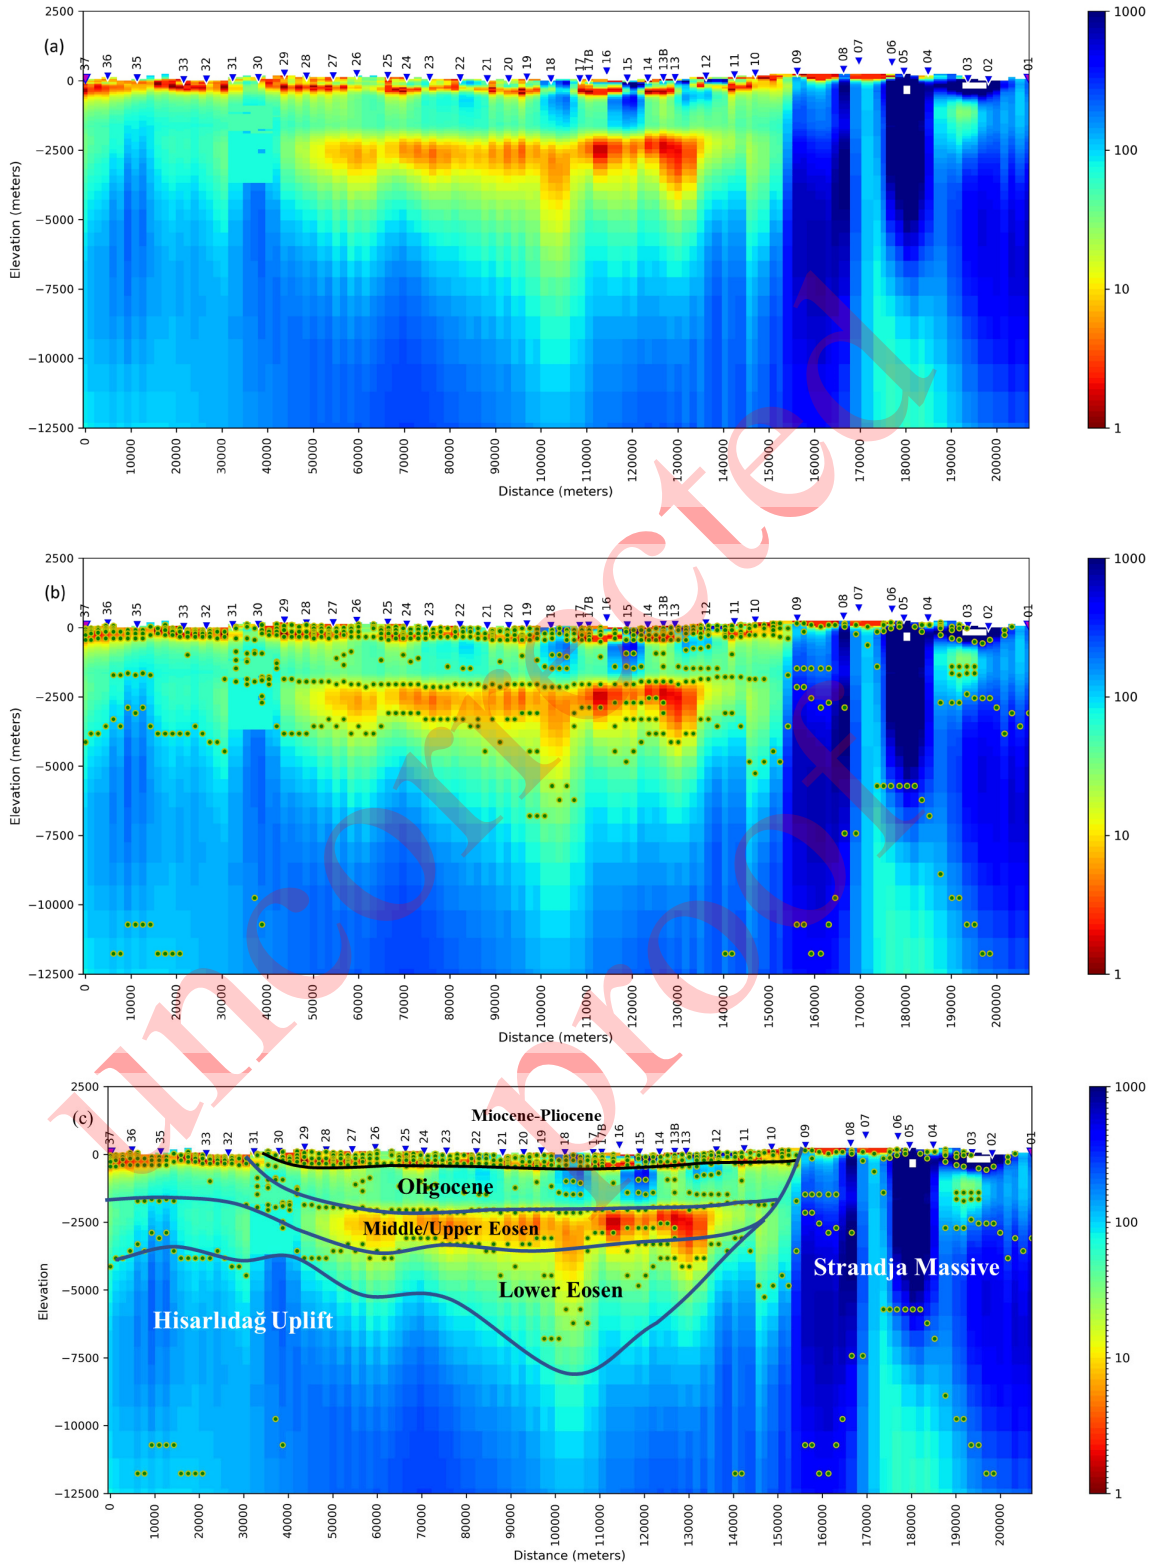 (a)
37 36 35 33 32 31 30 29 28 27 26 25 24 23 22 21 20 19 18 17 17B 16 15 14 13B 13 12 11 10 09 08 07 06 05 04 03 02 01
2500
0
−2500
−5000
−7500
−10000
−12500
Elevation (meters)
0 10000 20000 30000 40000 50000 60000 70000 80000 90000 100000 110000 120000 130000 140000 150000 160000 170000 180000 190000 200000
Distance (meters)
1000
100
10
1
(b)
37 36 35 33 32 31 30 29 28 27 26 25 24 23 22 21 20 19 18 17 17B 16 15 14 13B 13 12 11 10 09 08 07 06 05 04 03 02 01
2500
0
−2500
−5000
−7500
−10000
−12500
Elevation (meters)
0 10000 20000 30000 40000 50000 60000 70000 80000 90000 100000 110000 120000 130000 140000 150000 160000 170000 180000 190000 200000
Distance (meters)
1000
100
10
1
(c)
Miocene-Pliocene
37 36 35 33 32 31 30 29 28 27 26 25 24 23 22 21 20 19 18 17 17B 16 15 14 13B 13 12 11 10 09 08 07 06 05 04 03 02 01
Oligocene
Middle/Upper Eosen
Lower Eosen
Strandja Massive
Hisarlıdağ Uplift
2500
0
−2500
−5000
−7500
−10000
−12500
Elevation
0 10000 20000 30000 40000 50000 60000 70000 80000 90000 100000 110000 120000 130000 140000 150000 160000 170000 180000 190000 200000
Distance (meters)
1000
100
10
1
uncorrected
proof